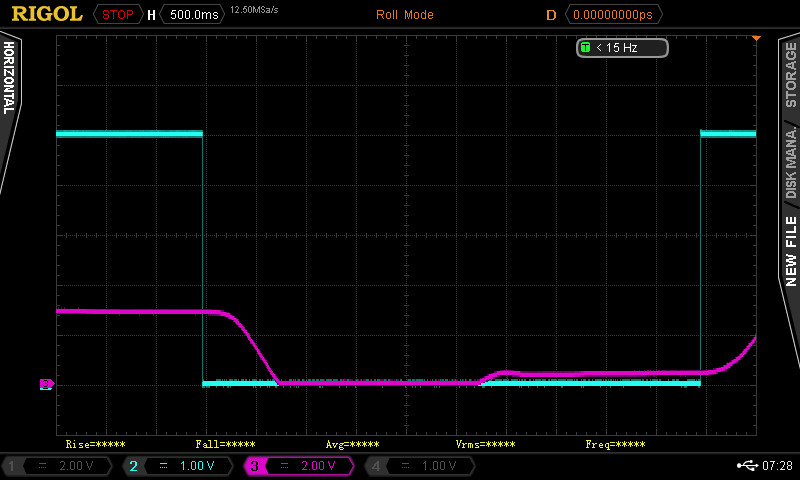 RIGOL STOP H 500.0ms 12.50MSa/s Roll Mode D 0.00000000ps
T < 15 Hz
HORIZONTAL
STORAGE
DISK MANA.
NEW FILE
3
Rise=***** Fall=***** Avg=***** Vrms=***** Freq=*****
1 = 2.00 V 2 = 1.00 V 3 = 2.00 V 4 = 1.00 V 07:28